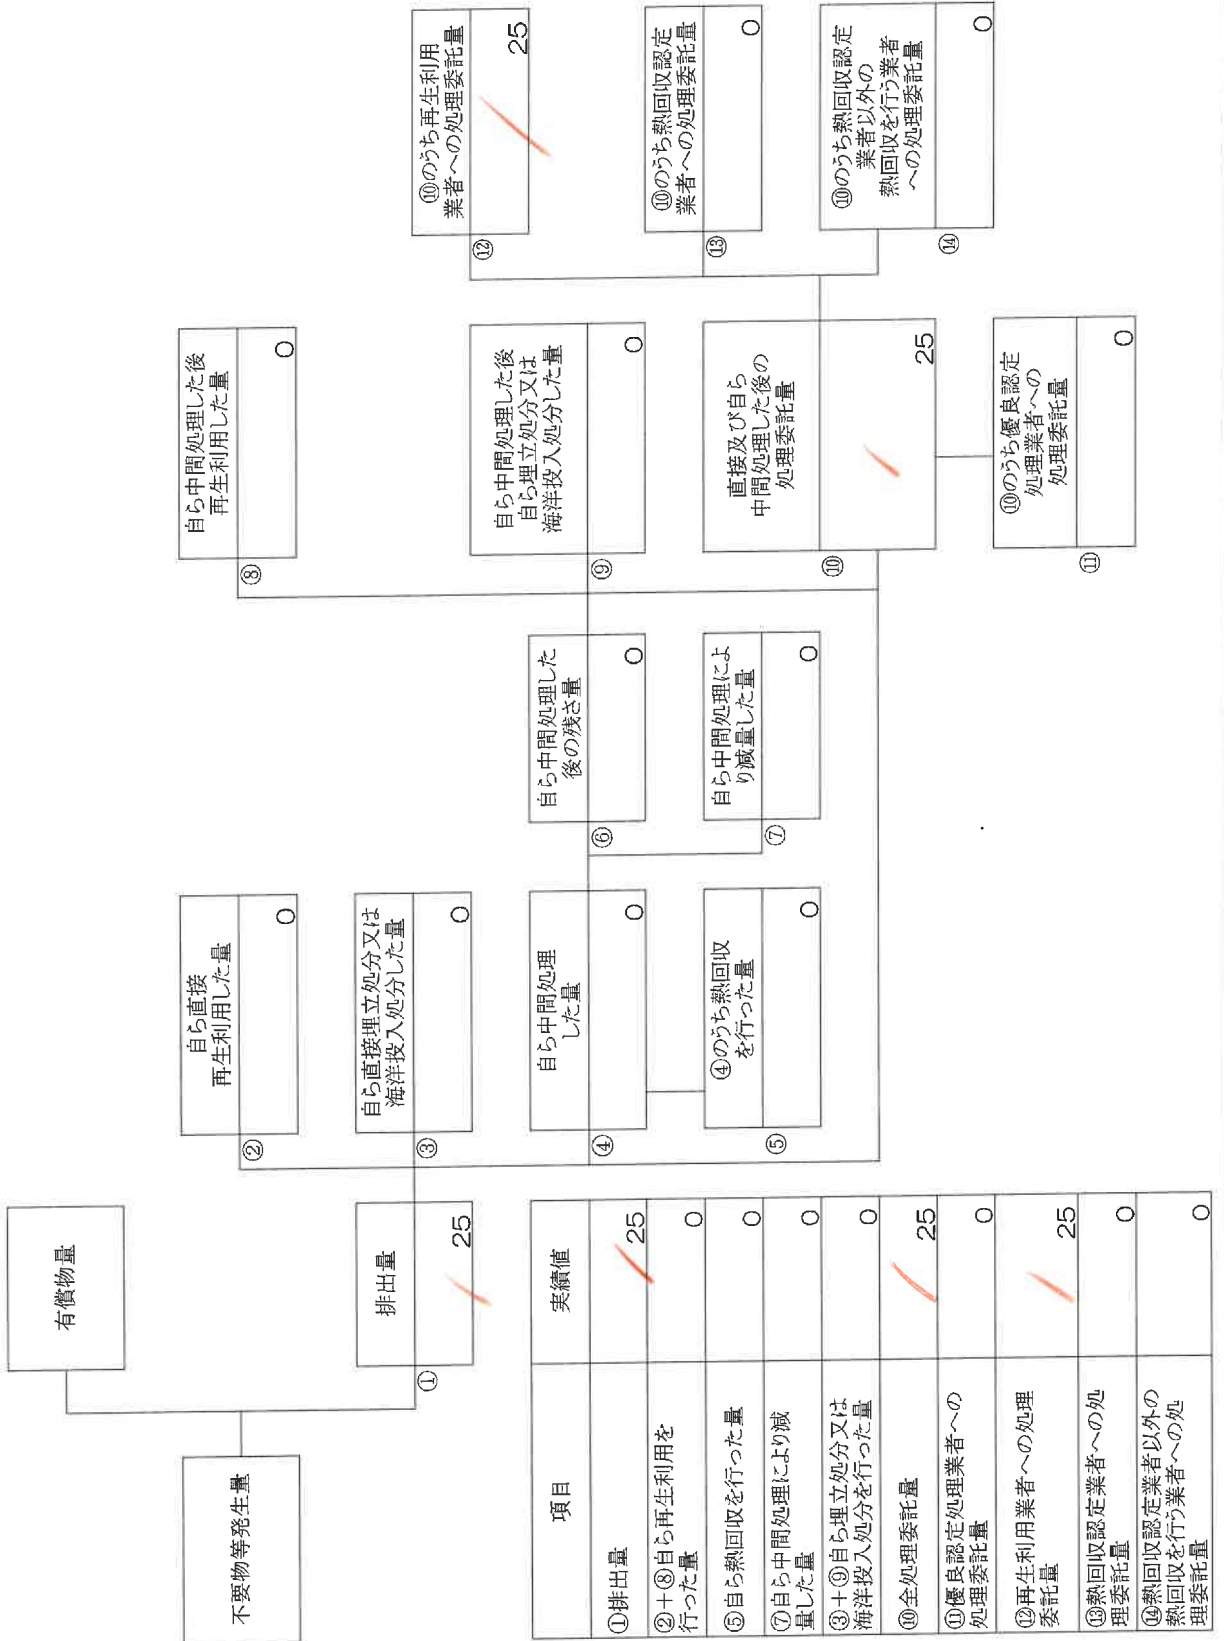 不要物等発生量
有償物量
①
排出量
25
②
自ら直接
再生利用した量
0
③
自ら直接埋立処分又は
海洋投入処分した量
0
④
自ら中間処理
した量
0
⑤
④のうち熱回収
を行った量
0
⑥
自ら中間処理した
後の残さ量
0
⑦
自ら中間処理によ
り減量した量
0
⑧
自ら中間処理した後
再生利用した量
0
⑨
自ら中間処理した後
自ら埋立処分又は
海洋投入処分した量
0
⑩
直接及び自ら
中間処理した後の
処理委託量
25
⑪
⑩のうち優良認定
処理業者への
処理委託量
0
⑫
⑩のうち再生利用
業者への処理委託量
25
⑬
⑩のうち熱回収認定
業者への処理委託量
0
⑭
⑩のうち熱回収認定
業者以外の
熱回収を行う業者
への処理委託量
0
項目
実績値
①排出量
25
②+⑧自ら再生利用を
行った量
0
⑤自ら熱回収を行った量
0
⑦自ら中間処理により減
量した量
0
③+⑨自ら埋立処分又は
海洋投入処分を行った量
0
⑩全処理委託量
25
⑪優良認定処理業者への
処理委託量
0
⑫再生利用業者への処理
委託量
25
⑬熱回収認定業者への処
理委託量
0
⑭熱回収認定業者以外の
熱回収を行う業者への処
理委託量
0